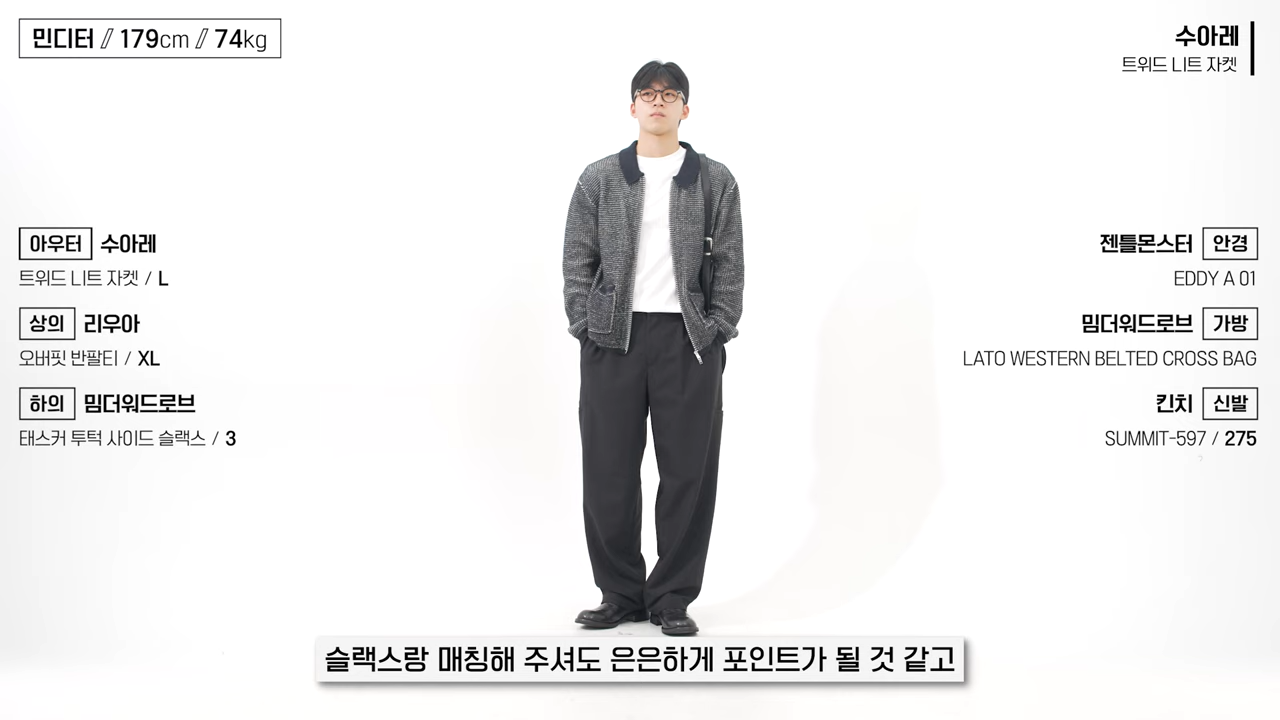 민디터 // 179cm // 74kg
수아레
트위드 니트 자켓
아우터 수아레
트위드 니트 자켓 / L
상의 리우아
오버핏 반팔티 / XL
하의 밈더워드로브
태스커 투턱 사이드 슬랙스 / 3
젠틀몬스터 안경
EDDY A 01
밈더워드로브 가방
LATO WESTERN BELTED CROSS BAG
킨치 신발
SUMMIT-597 / 275
슬랙스랑 매칭해 주셔도 은은하게 포인트가 될 것 같고